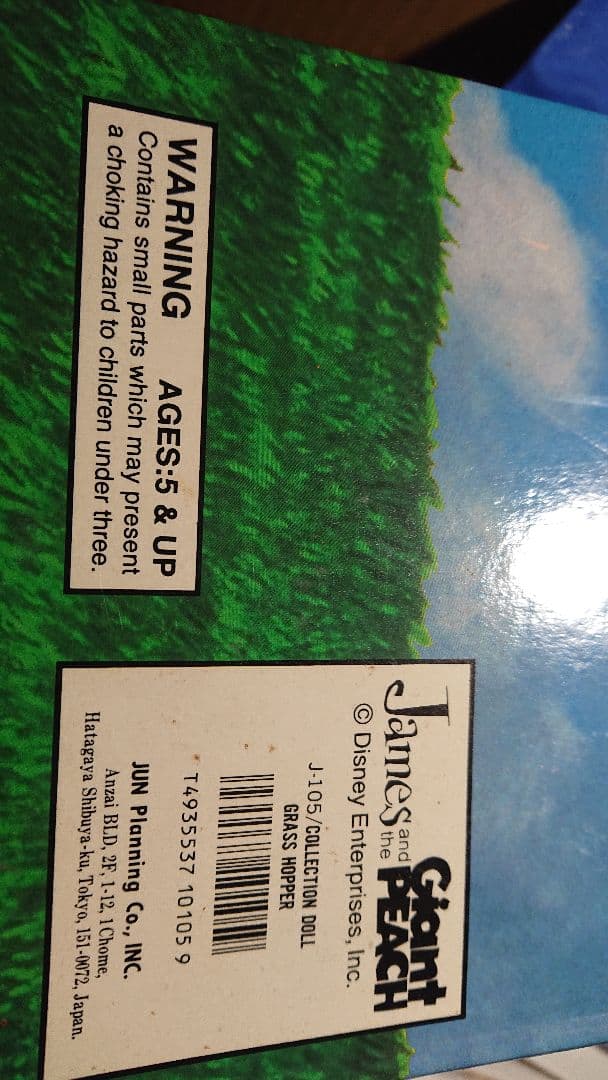 WARNING AGES:5 & UP
Contains small parts which may present
a choking hazard to children under three.
James and the Giant PEACH
© Disney Enterprises, Inc.
J-105/COLLECTION DOLL
GRASS HOPPER
T4935537 10105 9
JUN Planning Co., INC.
Anzai BLD, 2F, 1-12, 1Chome,
Hatagaya Shibuya-ku, Tokyo, 151-0072, Japan.